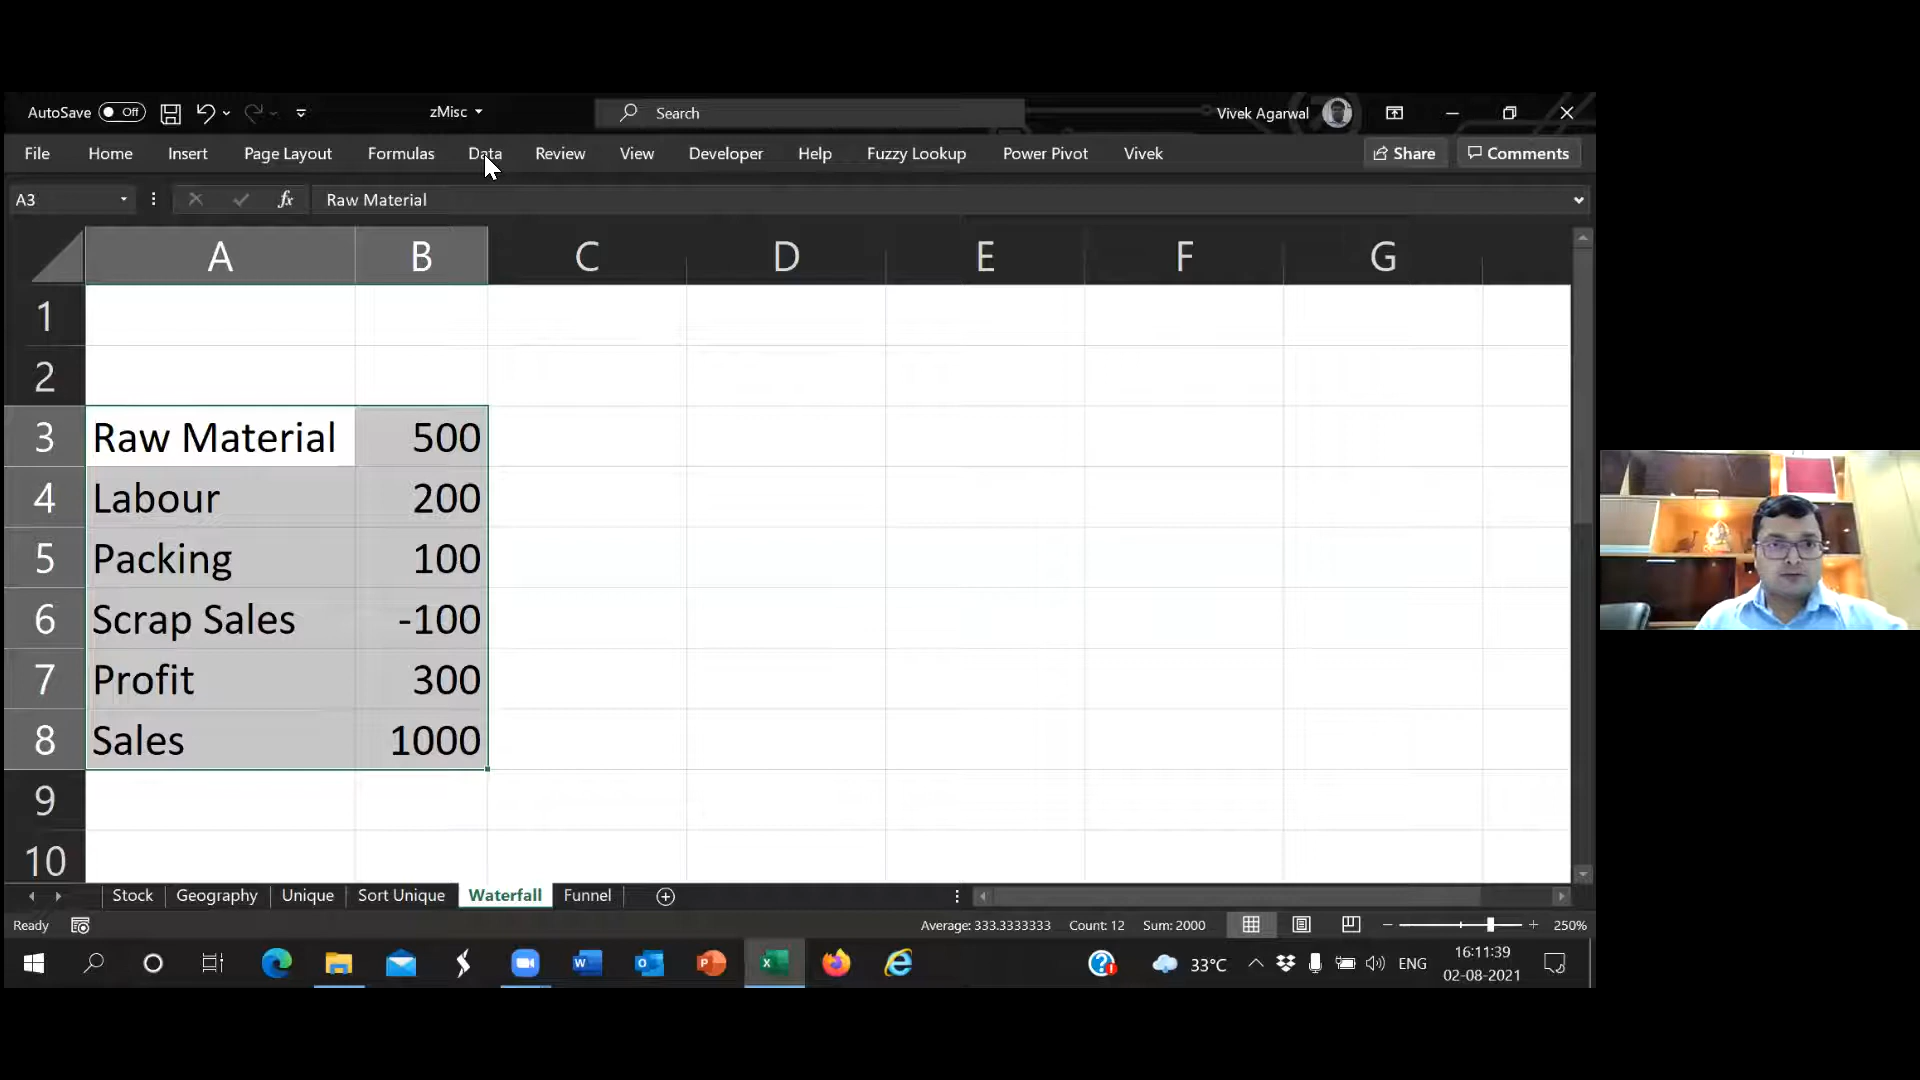 AutoSave Off zMisc Search Vivek Agarwal
File Home Insert Page Layout Formulas Data Review View Developer Help Fuzzy Lookup Power Pivot Vivek Share Comments
A3 fx Raw Material
A B C D E F G
1
2
3 Raw Material 500
4 Labour 200
5 Packing 100
6 Scrap Sales -100
7 Profit 300
8 Sales 1000
9
10
Stock Geography Unique Sort Unique Waterfall Funnel
Ready Average: 333.3333333 Count: 12 Sum: 2000 250%
33°C ENG 16:11:39
02-08-2021